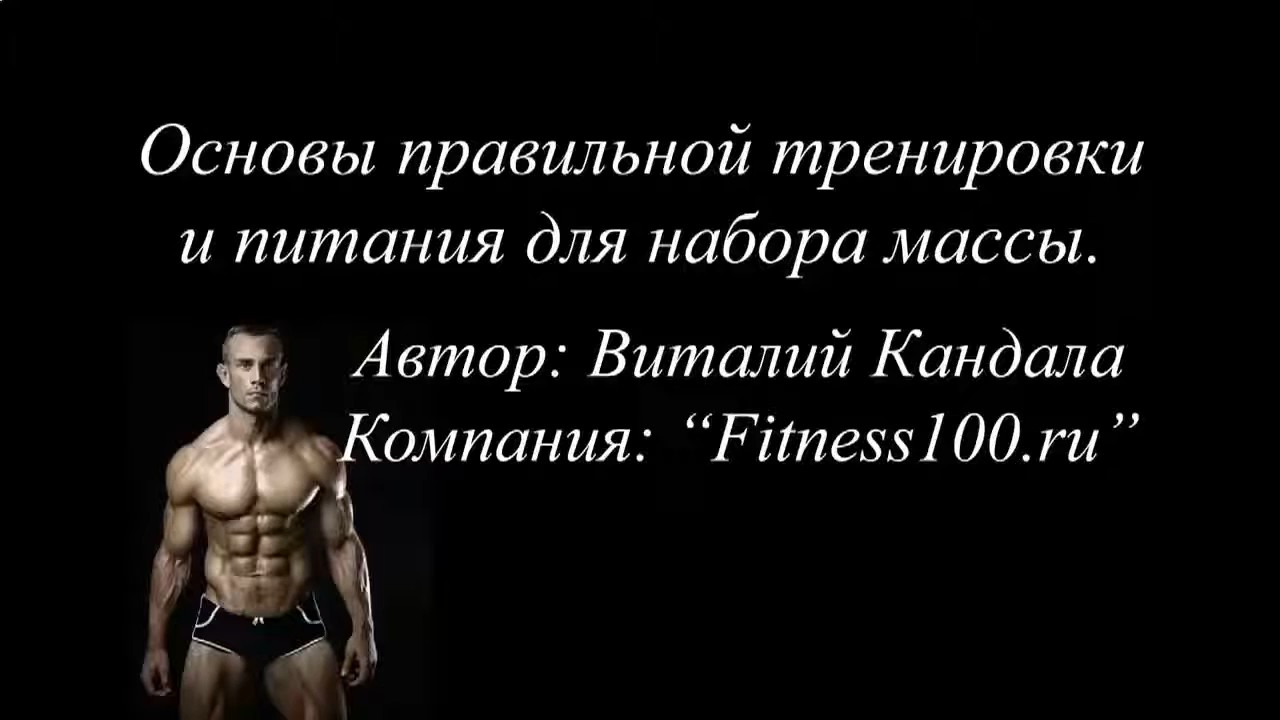 Основы правильной тренировки
и питания для набора массы.
Автор: Виталий Кандала
Компания: “Fitness100.ru”